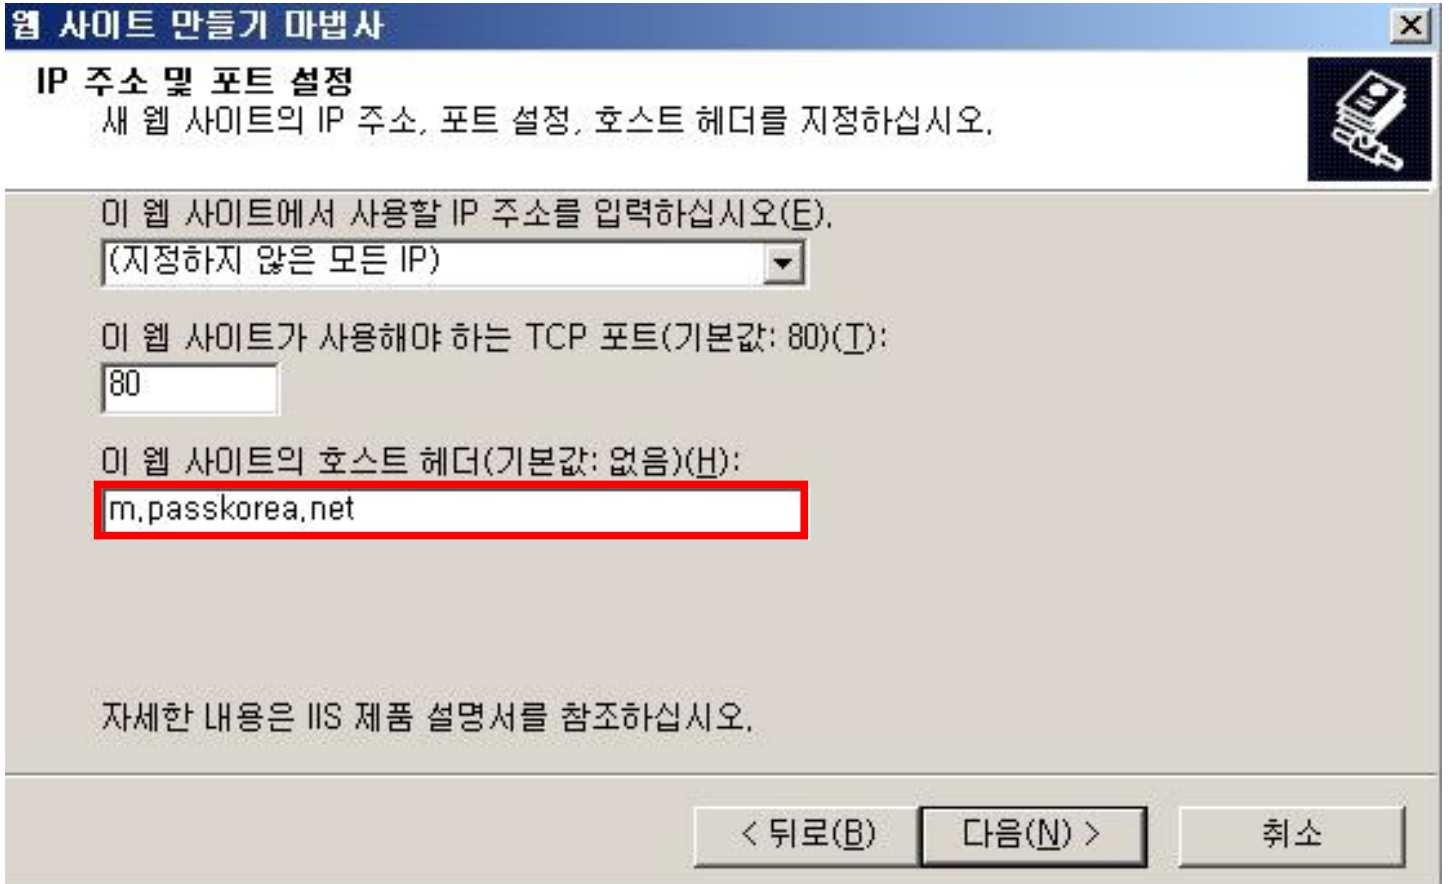 웹 사이트 만들기 마법사
IP 주소 및 포트 설정
새 웹 사이트의 IP 주소, 포트 설정, 호스트 헤더를 지정하십시오.
이 웹 사이트에서 사용할 IP 주소를 입력하십시오(E).
(지정하지 않은 모든 IP)
이 웹 사이트가 사용해야 하는 TCP 포트(기본값: 80)(T):
80
이 웹 사이트의 호스트 헤더(기본값: 없음)(H):
m.passkorea.net
자세한 내용은 IIS 제품 설명서를 참조하십시오.
< 뒤로(B) 다음(N) > 취소